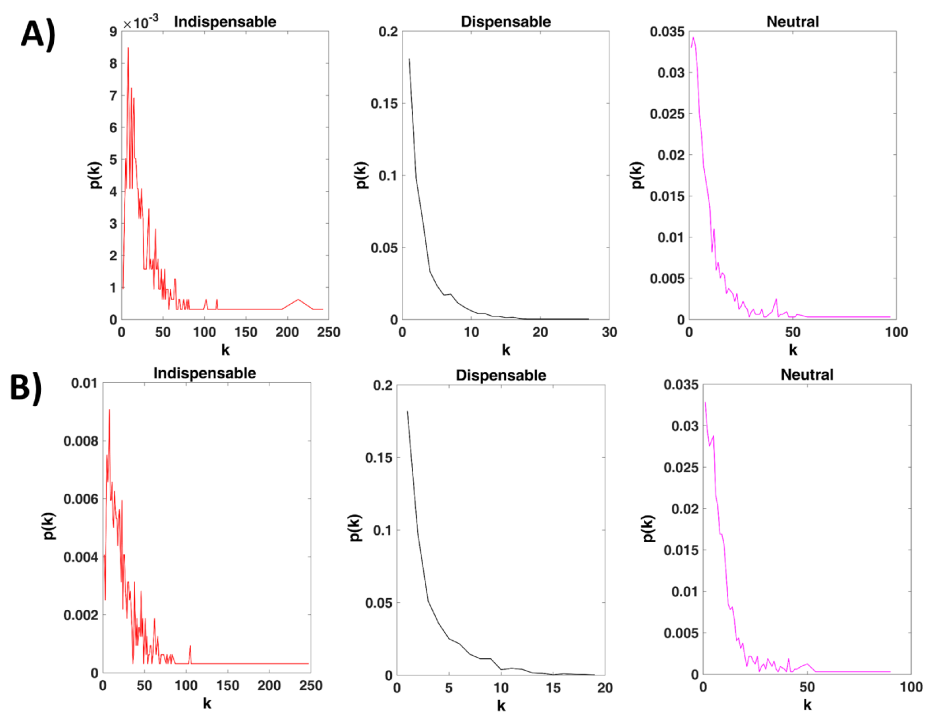 A)
Indispensable
×10⁻³
9
8
7
6
5
4
3
2
1
0
p(k)
0 50 100 150 200 250
k
Dispensable
0.2
0.15
0.1
0.05
0
p(k)
0 10 20 30
k
Neutral
0.035
0.03
0.025
0.02
0.015
0.01
0.005
0
p(k)
0 50 100
k
B)
Indispensable
0.01
0.008
0.006
0.004
0.002
0
p(k)
0 50 100 150 200 250
k
Dispensable
0.2
0.15
0.1
0.05
0
p(k)
0 5 10 15 20
k
Neutral
0.035
0.03
0.025
0.02
0.015
0.01
0.005
0
p(k)
0 50 100
k